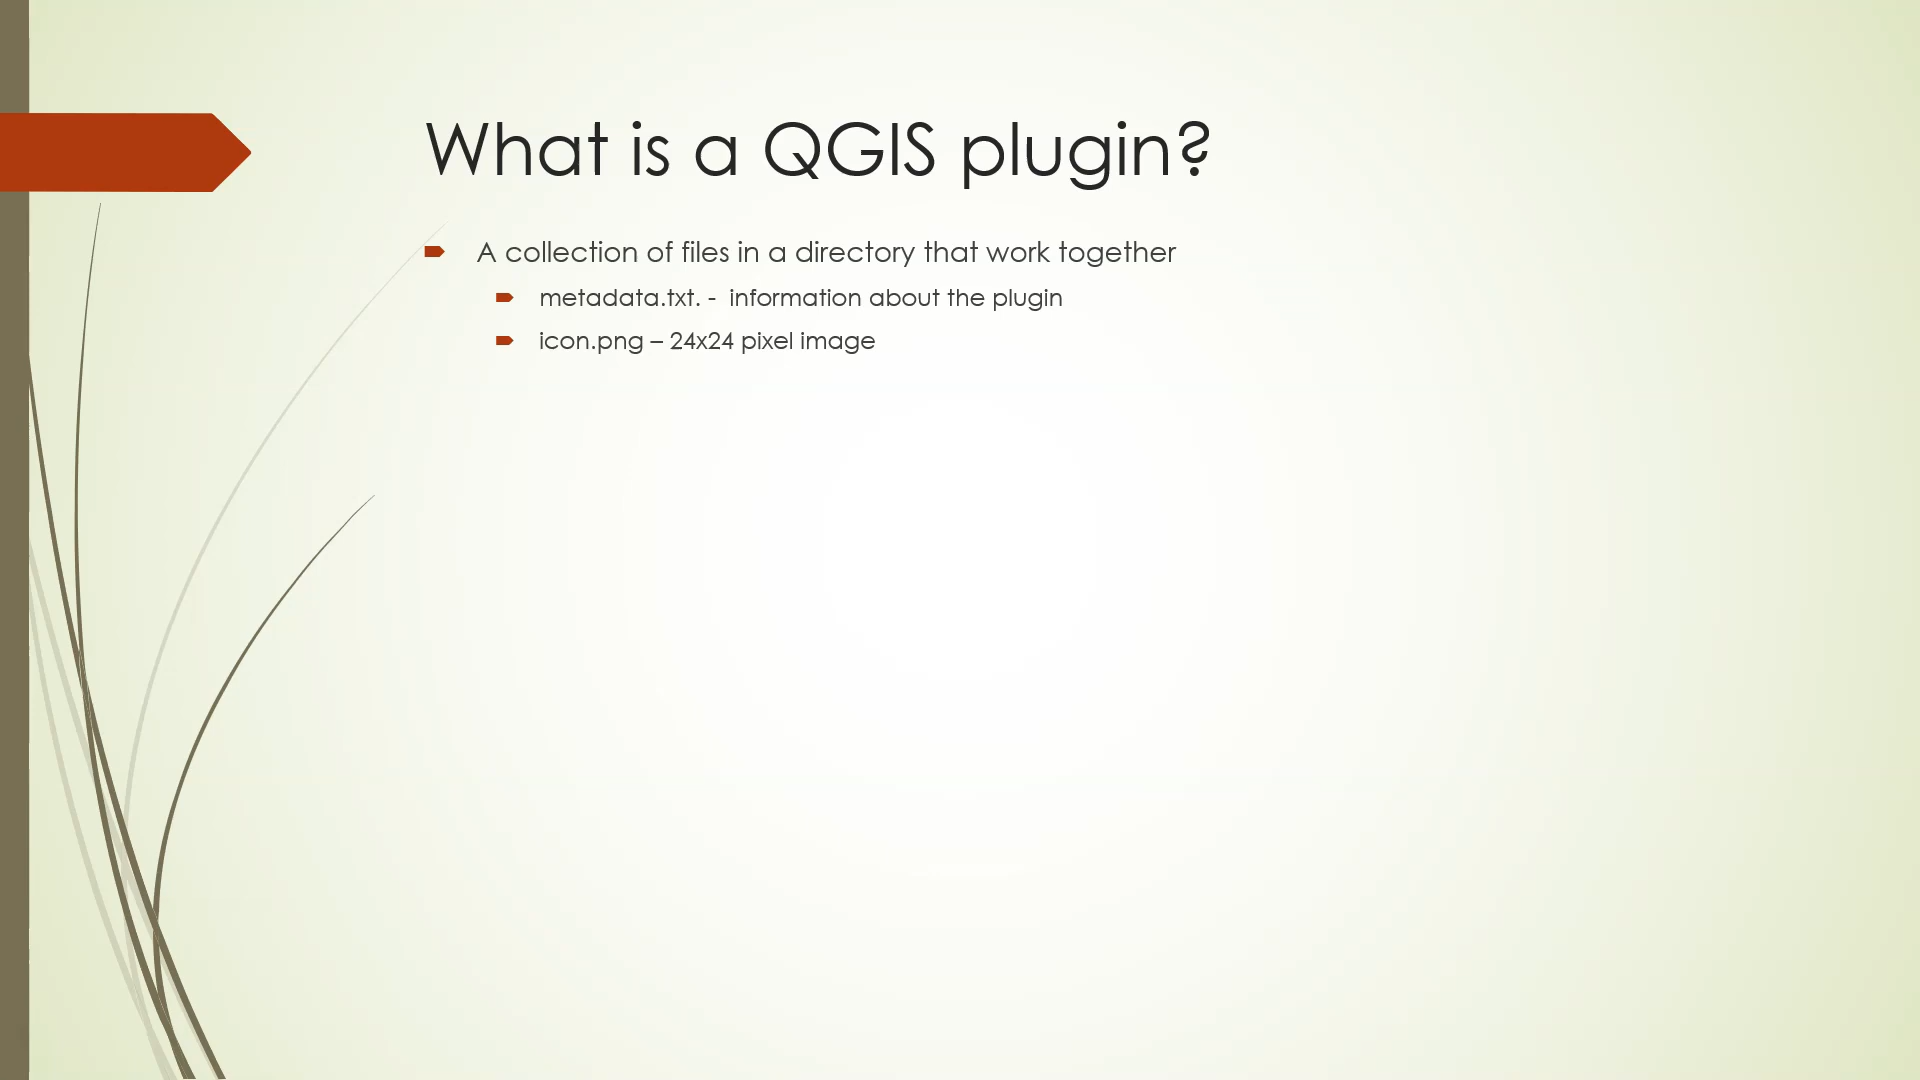 What is a QGIS plugin?
A collection of files in a directory that work together
metadata.txt. -  information about the plugin
icon.png – 24x24 pixel image